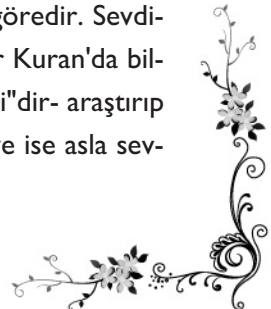 göredir. Sevdi-
r Kuran'da bil-
i"dir- araştırıp
e ise asla sev-